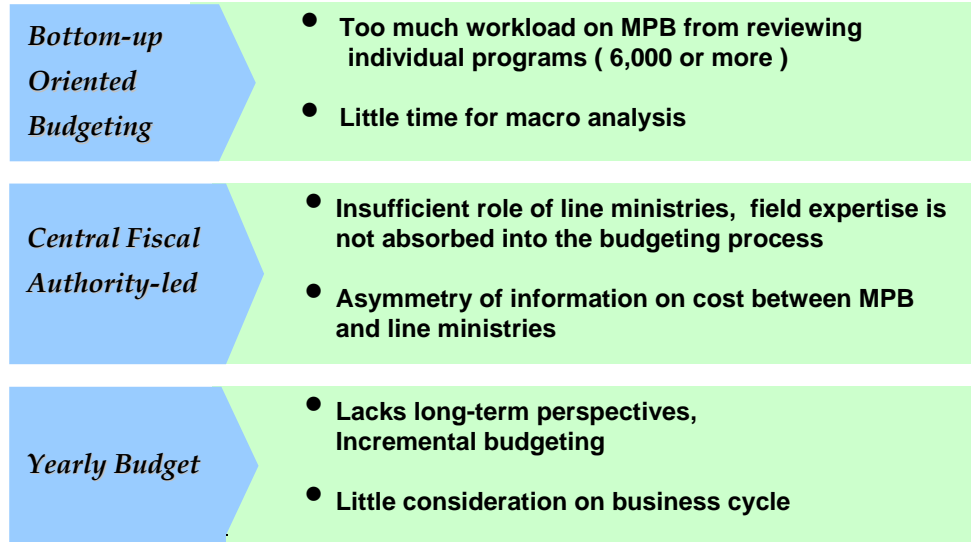 Bottom-up
Oriented
Budgeting
• Too much workload on MPB from reviewing
individual programs ( 6,000 or more )
• Little time for macro analysis
Central Fiscal
Authority-led
• Insufficient role of line ministries, field expertise is
not absorbed into the budgeting process
• Asymmetry of information on cost between MPB
and line ministries
Yearly Budget
• Lacks long-term perspectives,
Incremental budgeting
• Little consideration on business cycle